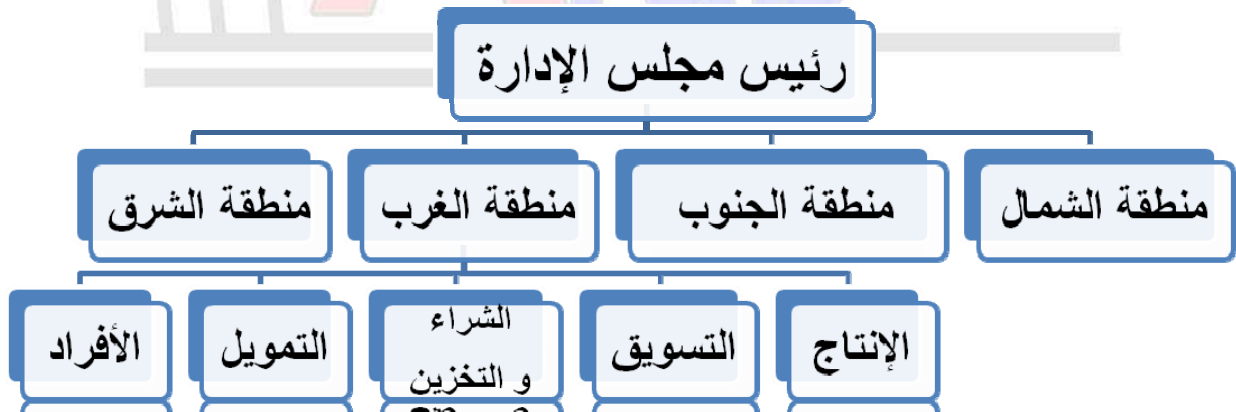 رئيس مجلس الإدارة
منطقة الشمال
منطقة الجنوب
منطقة الغرب
منطقة الشرق
الإنتاج
التسويق
الشراء
و التخزين
التمويل
الأفراد